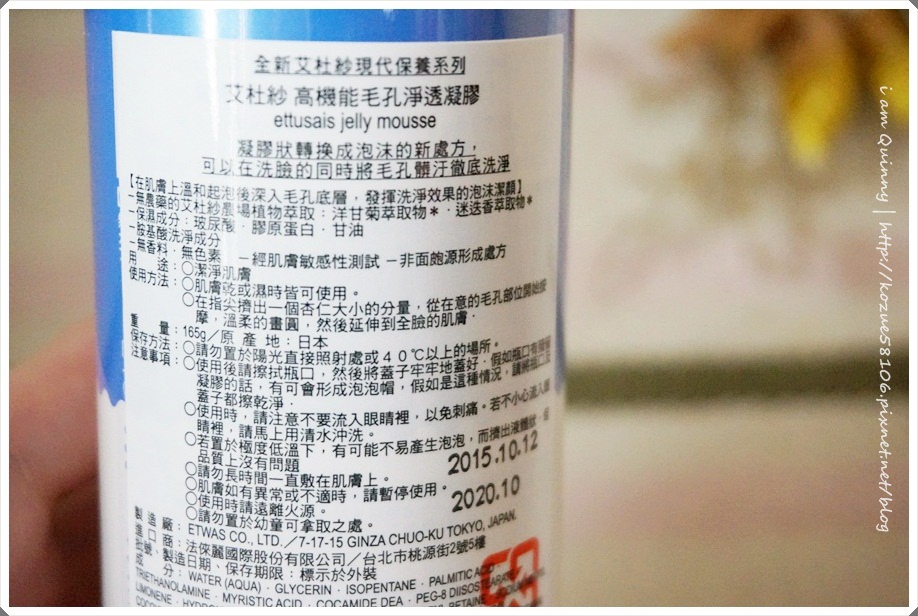 全新艾杜紗現代保養系列
艾杜紗 高機能毛孔淨透凝膠
ettusais jelly mousse
凝膠狀轉換成泡沫的新處方，
可以在洗臉的同時將毛孔髒汙徹底洗淨
【在肌膚上溫和起泡後深入毛孔底層，發揮洗淨效果的泡沫潔顏】
–無農藥的艾杜紗農場植物萃取：洋甘菊萃取物＊．迷迭香萃取物＊
–保濕成分：玻尿酸．膠原蛋白．甘油
–胺基酸洗淨成分
–無香料．無色素 –經肌膚敏感性測試 –非面皰源形成處方
用 途：○潔淨肌膚
使用方法：○肌膚乾或濕時皆可使用。
○在指尖擠出一個杏仁大小的分量，從在意的毛孔部位開始按
摩，溫柔的畫圓，然後延伸到全臉的肌膚．
重 量：165g／原 產 地：日本
保存方法：○請勿置於陽光直接照射處或４０℃以上的場所。
注意事項：○使用後請擦拭瓶口，然後將蓋子牢牢地蓋好．假如瓶口有殘留
凝膠的話，有可會形成泡泡帽，假如是這種情況，請將瓶口及
蓋子都擦乾淨．
○使用時，請注意不要流入眼睛裡，以免刺痛。若不小心流入眼
睛裡，請馬上用清水沖洗。
○若置於極度低溫下，有可能不易產生泡泡，而擠出液體狀．但
品質上沒有問題
○請勿長時間一直敷在肌膚上。
○肌膚如有異常或不適時，請暫停使用。
○使用時請遠離火源。
○請勿置於幼童可拿取之處。
2015.10.12
2020.10
製 造 廠：ETWAS CO., LTD.／7-17-15 GINZA CHUO-KU TOKYO, JAPAN.
進 口 商：法徠麗國際股份有限公司／台北市桃源街2號5樓
批號、製造日期、保存期限：標示於外裝
成 分：WATER (AQUA)．GLYCERIN．ISOPENTANE．PALMITIC ACID
TRIETHANOLAMINE．MYRISTIC ACID．COCAMIDE DEA．PEG-8 DIISOSTEARATE
LIMONENE．
i am Quinny | http://kozue58106.pixnet.net/blog